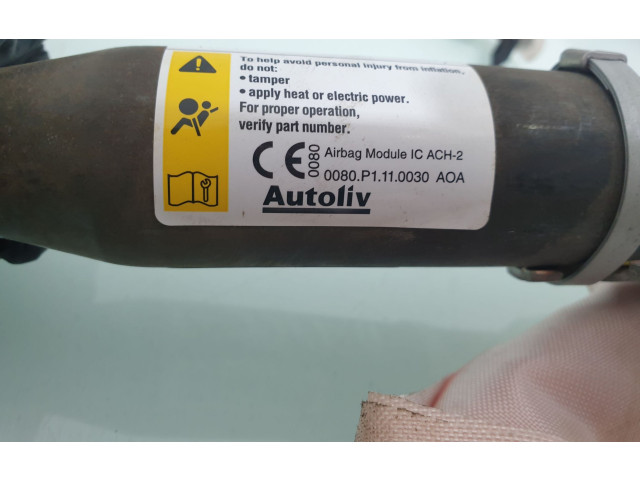 To help avoid personal injury from inflation,
do not:
• tamper
• apply heat or electric power.
For proper operation,
verify part number.
CE 0080 Airbag Module IC ACH-2
0080.P1.11.0030 AOA
Autoliv